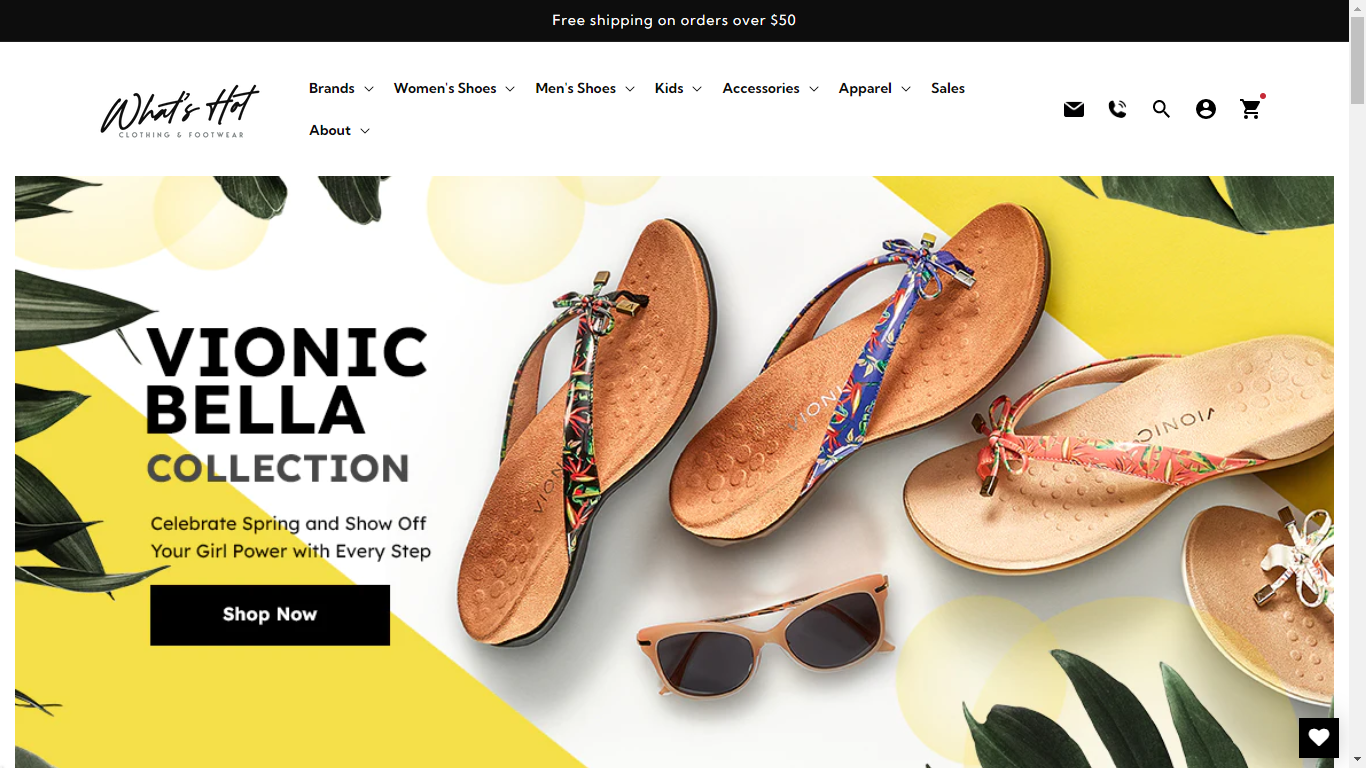 Free shipping on orders over $50
What's Hot
CLOTHING & FOOTWEAR
Brands Women's Shoes Men's Shoes Kids Accessories Apparel Sales
About
VIONIC
BELLA
COLLECTION
Celebrate Spring and Show Off
Your Girl Power with Every Step
Shop Now
VIONIC
VIONIC
VIONIC